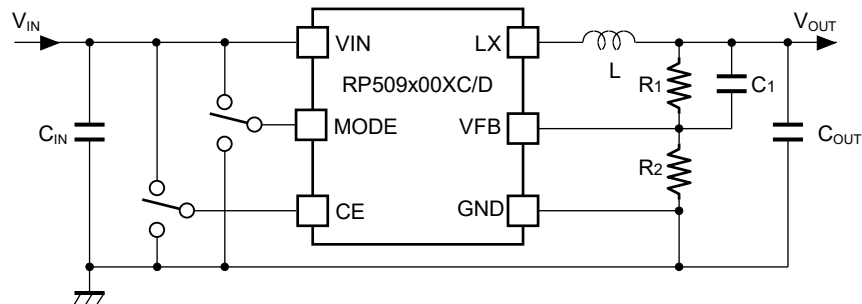 VIN
VOUT
VIN
LX
L
RP509x00XC/D
R1
C1
CIN
MODE
VFB
COUT
R2
CE
GND